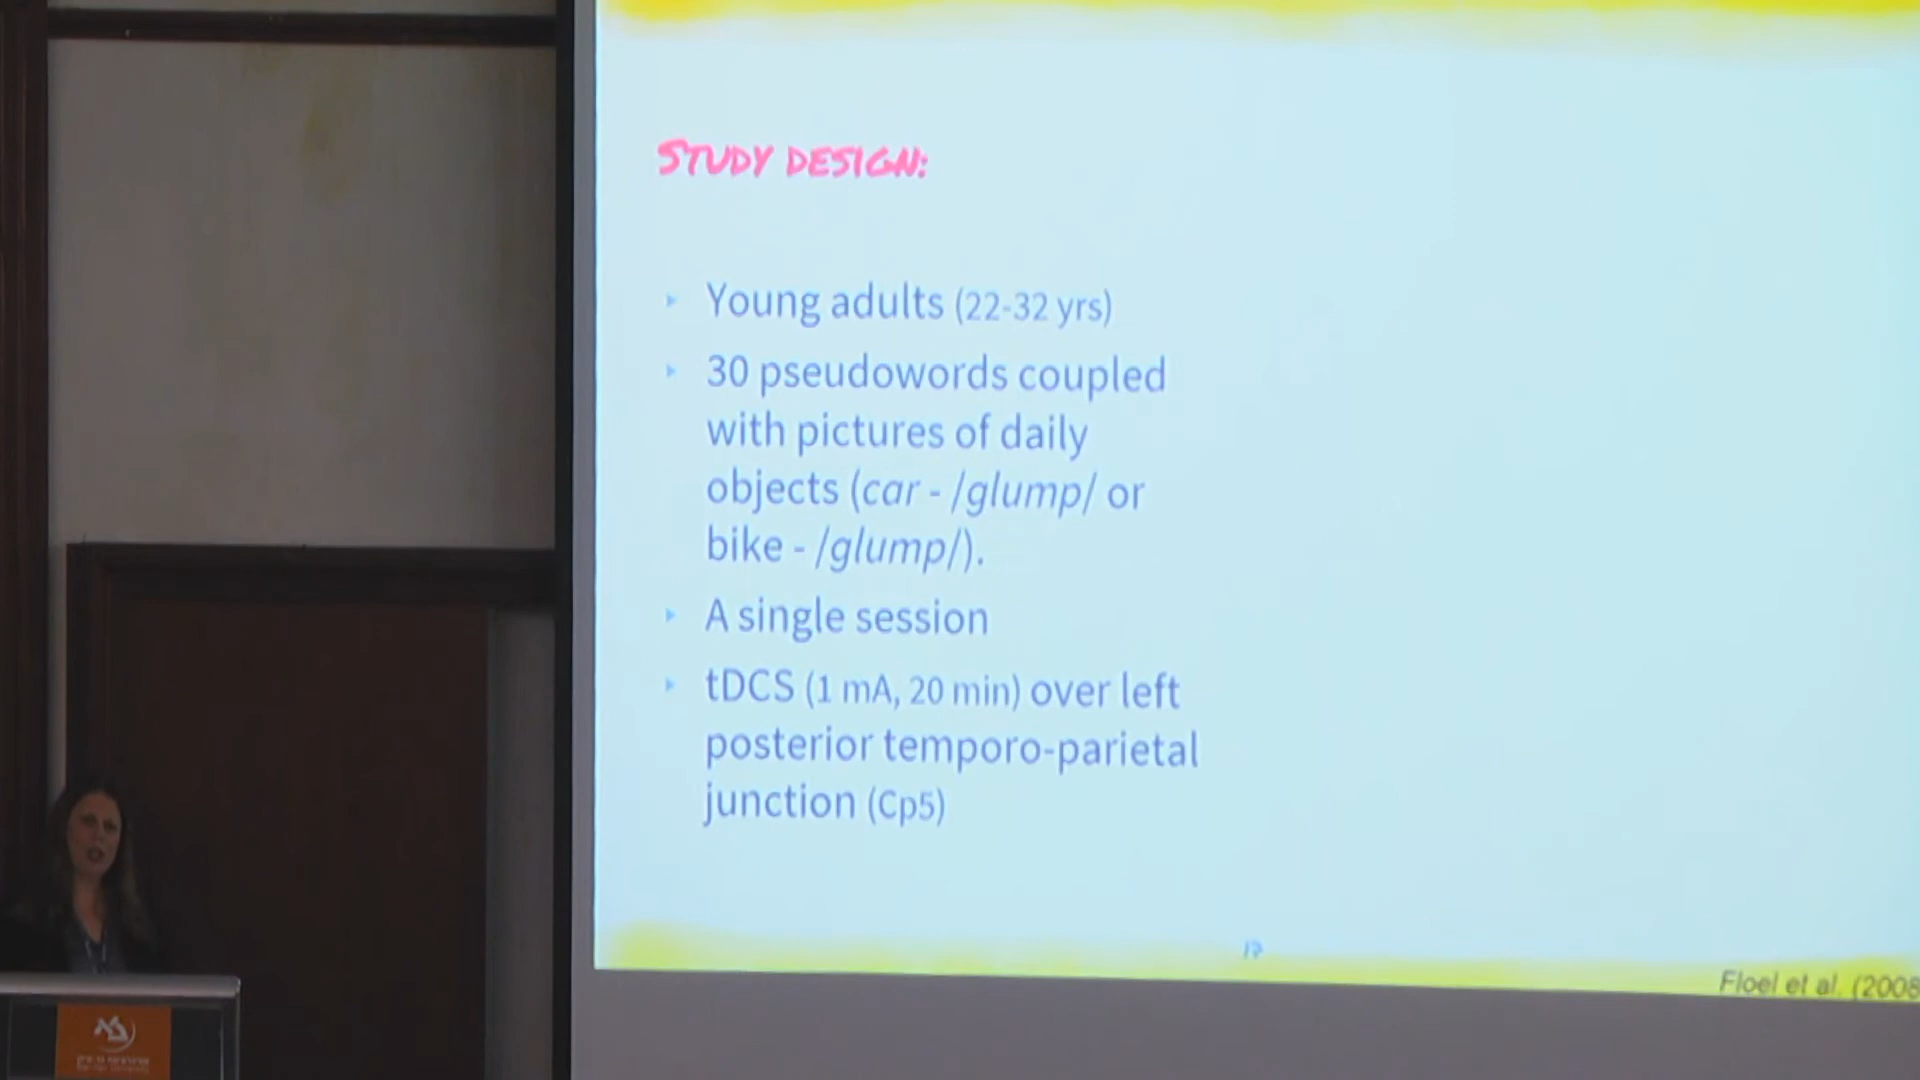 STUDY DESIGN:
Young adults (22-32 yrs)
30 pseudowords coupled
with pictures of daily
objects (car - /glump/ or
bike - /glump/).
A single session
tDCS (1 mA, 20 min) over left
posterior temporo-parietal
junction (Cp5)
Floel et al. (2008